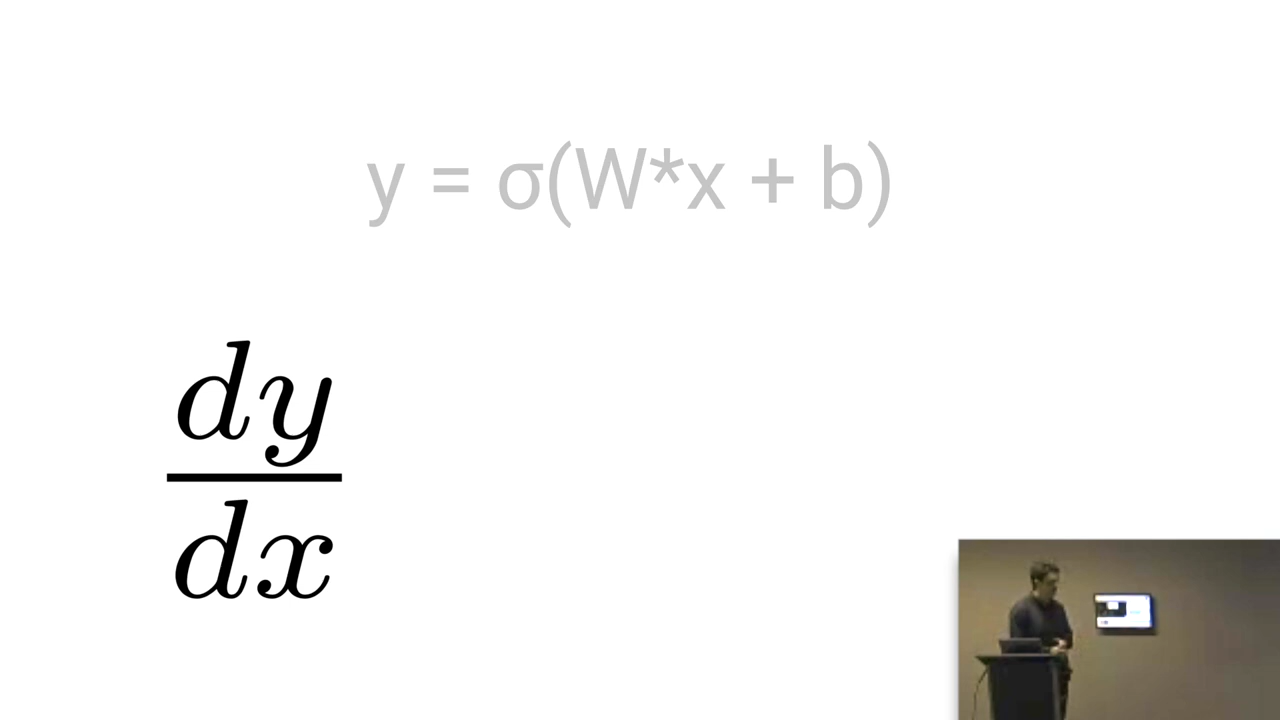 y = σ(W*x + b)
dy
dx